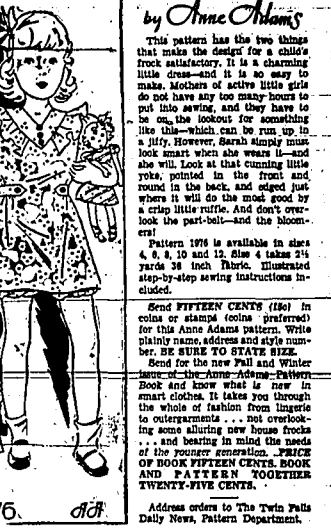 by Anne Adams
This pattern has the two things
that make the design for a child's
frock satisfactory. It is a charming
little dress—and it is so easy to
make. Mothers of active little girls
do not have any too many hours to
put into sewing, and they have to
be on the lookout for something
like this—which can be run up in
a jiffy. However, Sarah simply must
look smart when she wears it—and
she will. Look at that cunning little
yoke, pointed in the front and
round in the back, and edged just
where it will do the most good by
a crisp little ruffle. And don't over-
look the part-belt—and the bloom-
ers!
Pattern 1976 is available in sizes
4, 6, 8, 10 and 12. Size 4 takes 2¼
yards 36 inch fabric. Illustrated
step-by-step sewing instructions in-
cluded.
Send FIFTEEN CENTS (15c) in
coins or stamps (coins preferred)
for this Anne Adams pattern. Write
plainly name, address and style num-
ber. BE SURE TO STATE SIZE.
Send for the new Fall and Winter
issue of the Anne Adams Pattern
Book and know what is new in
smart clothes. It takes you through
the whole of fashion from lingerie
to outergarments . . . not overlook-
ing some alluring new house frocks
. . . and bearing in mind the needs
of the younger generation. PRICE
OF BOOK FIFTEEN CENTS. BOOK
AND PATTERN TOGETHER
TWENTY-FIVE CENTS.
Address orders to The Twin Falls
Daily News, Pattern Department.
76 AA